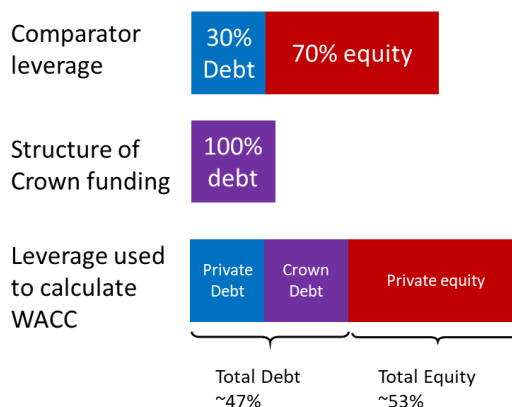 Comparator
leverage
30%
Debt
70% equity
Structure of
Crown funding
100%
debt
Leverage used
to calculate
WACC
Private
Debt
Crown
Debt
Private equity
Total Debt
~47%
Total Equity
~53%